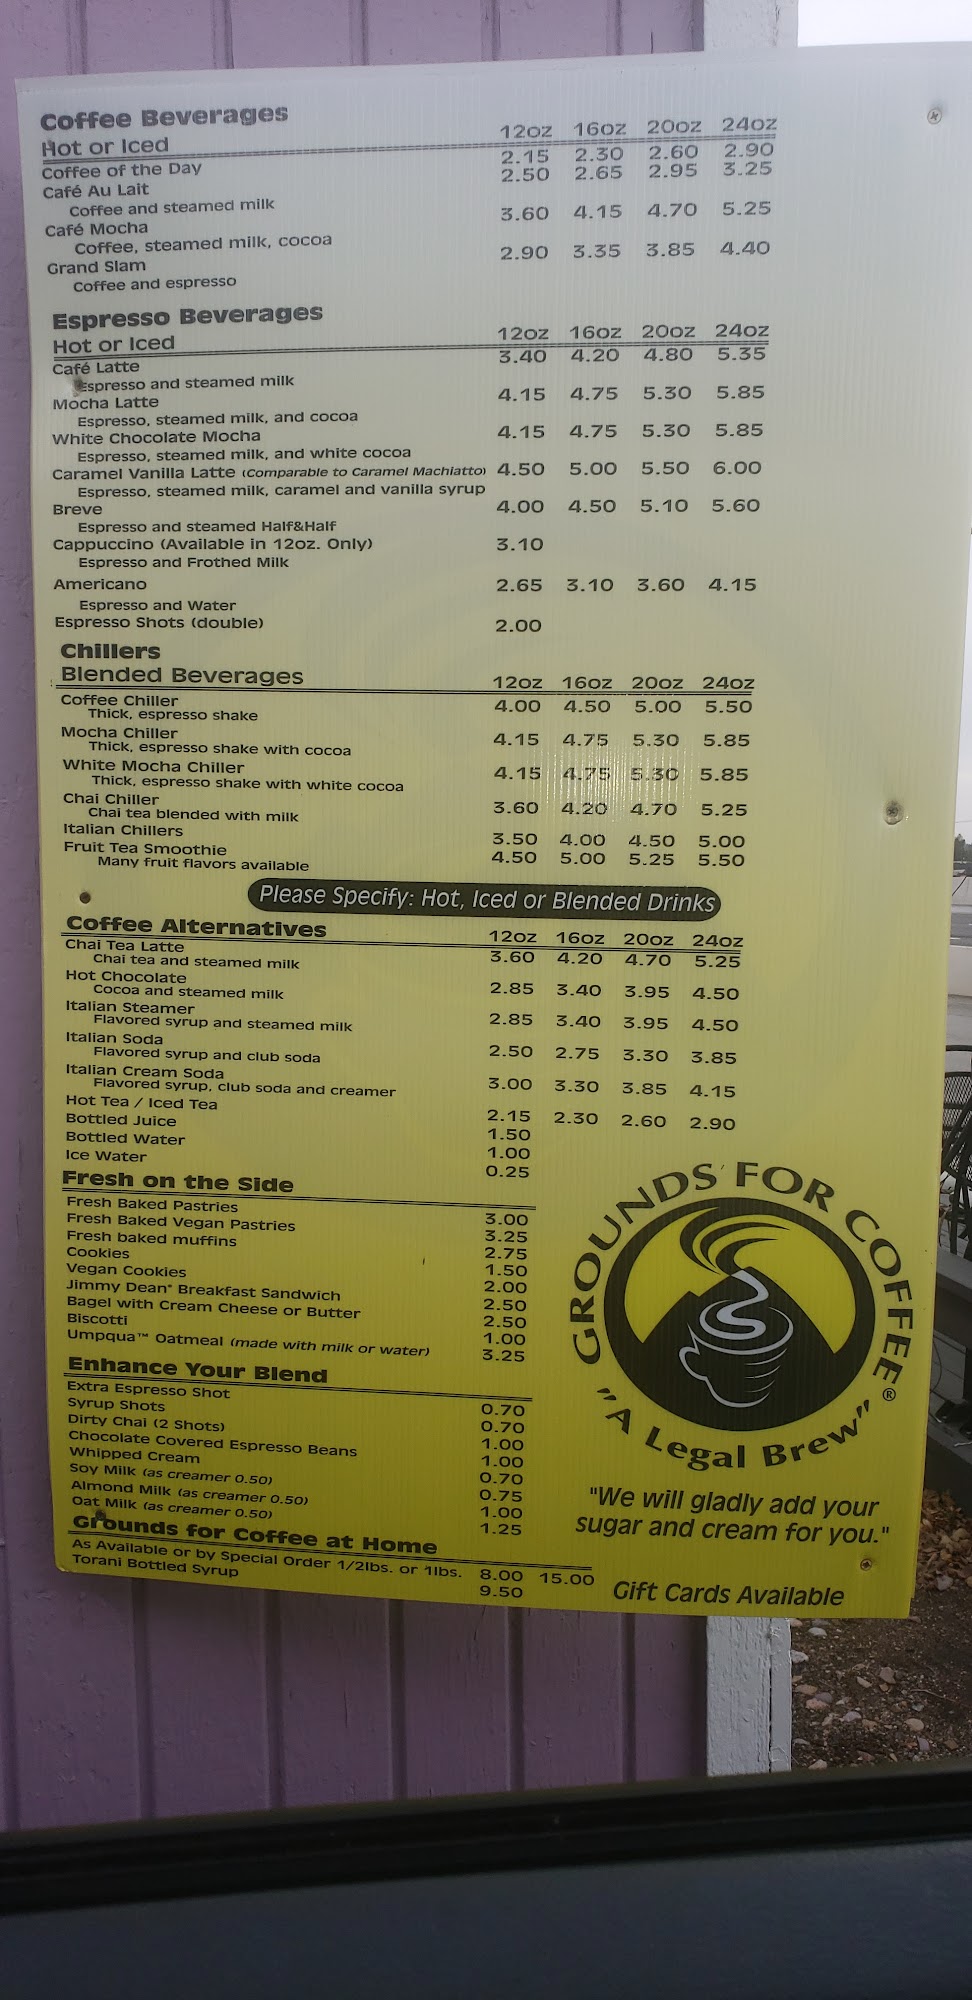 Coffee Beverages
Hot or Iced 12oz 16oz 20oz 24oz
Coffee of the Day 2.15 2.30 2.60 2.90
Café Au Lait 2.50 2.65 2.95 3.25
Coffee and steamed milk
Café Mocha 3.60 4.15 4.70 5.25
Coffee, steamed milk, cocoa
Grand Slam 2.90 3.35 3.85 4.40
Coffee and espresso
Espresso Beverages
Hot or Iced 12oz 16oz 20oz 24oz
Café Latte 3.40 4.20 4.80 5.35
Espresso and steamed milk
Mocha Latte 4.15 4.75 5.30 5.85
Espresso, steamed milk, and cocoa
White Chocolate Mocha 4.15 4.75 5.30 5.85
Espresso, steamed milk, and white cocoa
Caramel Vanilla Latte (Comparable to Caramel Machiatto) 4.50 5.00 5.50 6.00
Espresso, steamed milk, caramel and vanilla syrup
Breve 4.00 4.50 5.10 5.60
Espresso and steamed Half&Half
Cappuccino (Available in 12oz. Only) 3.10
Espresso and Frothed Milk
Americano 2.65 3.10 3.60 4.15
Espresso and Water
Espresso Shots (double) 2.00
Chillers
Blended Beverages 12oz 16oz 20oz 24oz
Coffee Chiller 4.00 4.50 5.00 5.50
Thick, espresso shake
Mocha Chiller 4.15 4.75 5.30 5.85
Thick, espresso shake with cocoa
White Mocha Chiller 4.15 4.75 5.30 5.85
Thick, espresso shake with white cocoa
Chai Chiller 3.60 4.20 4.70 5.25
Chai tea blended with milk
Italian Chillers 3.50 4.00 4.50 5.00
Fruit Tea Smoothie 4.50 5.00 5.25 5.50
Many fruit flavors available
Please Specify: Hot, Iced or Blended Drinks
Coffee Alternatives 12oz 16oz 20oz 24oz
Chai Tea Latte 3.60 4.20 4.70 5.25
Chai tea and steamed milk
Hot Chocolate 2.85 3.40 3.95 4.50
Cocoa and steamed milk
Italian Steamer 2.85 3.40 3.95 4.50
Flavored syrup and steamed milk
Italian Soda 2.50 2.75 3.30 3.85
Flavored syrup and club soda
Italian Cream Soda 3.00 3.30 3.85 4.15
Flavored syrup, club soda and creamer
Hot Tea / Iced Tea 2.15 2.30 2.60 2.90
Bottled Juice 1.50
Bottled Water 1.00
Ice Water 0.25
Fresh on the Side
Fresh Baked Pastries 3.00
Fresh Baked Vegan Pastries 3.25
Fresh baked muffins 2.75
Cookies 1.50
Vegan Cookies 2.00
Jimmy Dean® Breakfast Sandwich 2.50
Bagel with Cream Cheese or Butter 2.50
Biscotti 1.00
Umpqua™ Oatmeal (made with milk or water) 3.25
Enhance Your Blend
Extra Espresso Shot 0.70
Syrup Shots 0.70
Dirty Chai (2 Shots) 1.00
Chocolate Covered Espresso Beans 1.00
Whipped Cream 0.70
Soy Milk (as creamer 0.50) 0.75
Almond Milk (as creamer 0.50) 1.00
Oat Milk (as creamer 0.50) 1.25
Grounds for Coffee at Home
As Available or by Special Order 1/2lbs. or 1lbs. 8.00 15.00
Torani Bottled Syrup 9.50
GROUNDS FOR COFFEE®
"A Legal Brew"
"We will gladly add your
sugar and cream for you."
Gift Cards Available